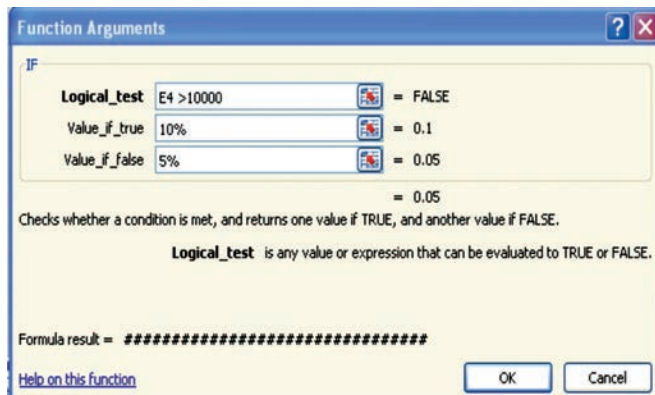 Function Arguments
IF
Logical_test E4 >10000 = FALSE
Value_if_true 10% = 0.1
Value_if_false 5% = 0.05
= 0.05
Checks whether a condition is met, and returns one value if TRUE, and another value if FALSE.
Logical_test is any value or expression that can be evaluated to TRUE or FALSE.
Formula result = ################################
Help on this function
OK Cancel